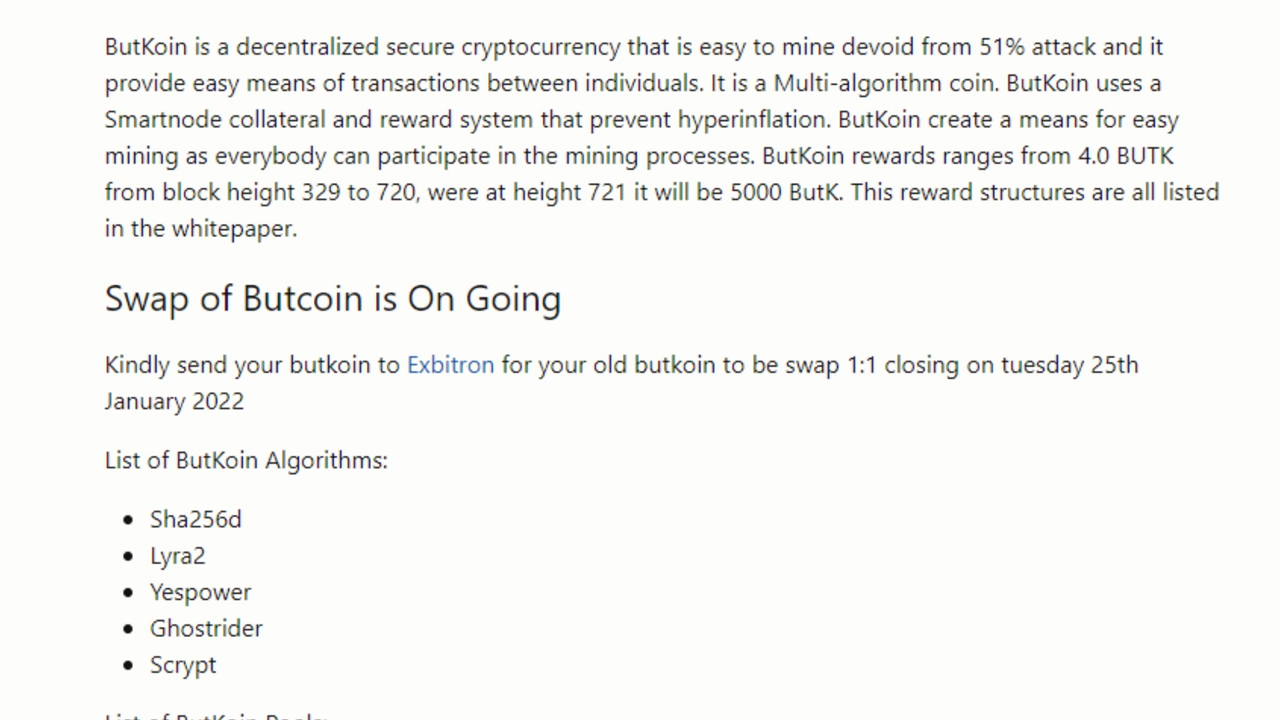 ButKoin is a decentralized secure cryptocurrency that is easy to mine devoid from 51% attack and it
provide easy means of transactions between individuals. It is a Multi-algorithm coin. ButKoin uses a
Smartnode collateral and reward system that prevent hyperinflation. ButKoin create a means for easy
mining as everybody can participate in the mining processes. ButKoin rewards ranges from 4.0 BUTK
from block height 329 to 720, were at height 721 it will be 5000 ButK. This reward structures are all listed
in the whitepaper.
Swap of Butcoin is On Going
Kindly send your butkoin to Exbitron for your old butkoin to be swap 1:1 closing on tuesday 25th
January 2022
List of ButKoin Algorithms:
• Sha256d
• Lyra2
• Yespower
• Ghostrider
• Scrypt
List of ButKoin Pools: